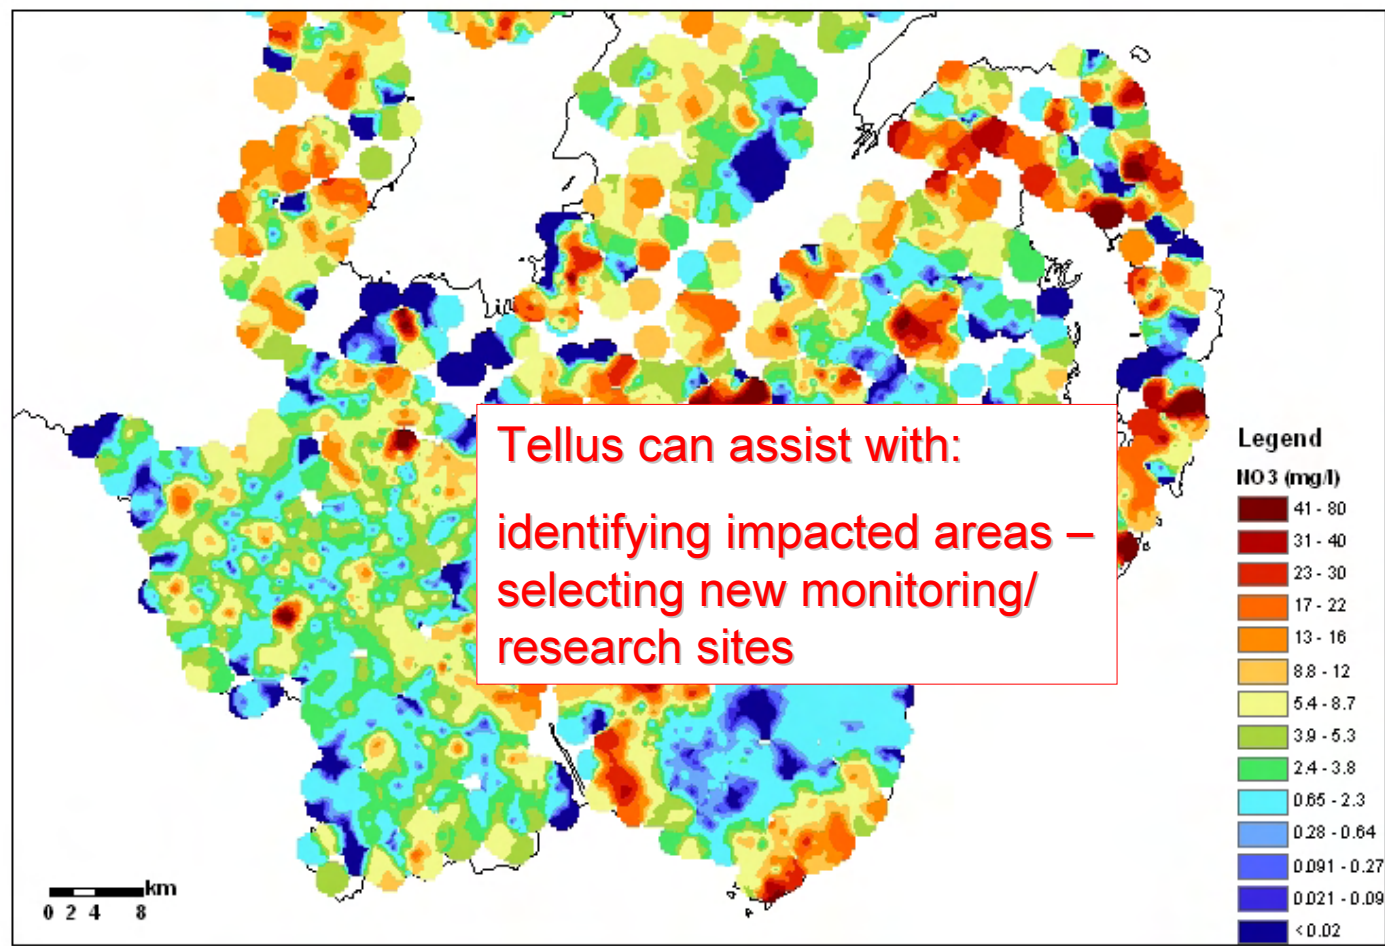 Tellus can assist with:
identifying impacted areas –
selecting new monitoring/
research sites
Legend
NO3 (mg/l)
41 - 80
31 - 40
23 - 30
17 - 22
13 - 16
8.8 - 12
5.4 - 8.7
3.9 - 5.3
2.4 - 3.8
0.65 - 2.3
0.28 - 0.64
0.091 - 0.27
0.021 - 0.09
< 0.02
km
0 2 4 8